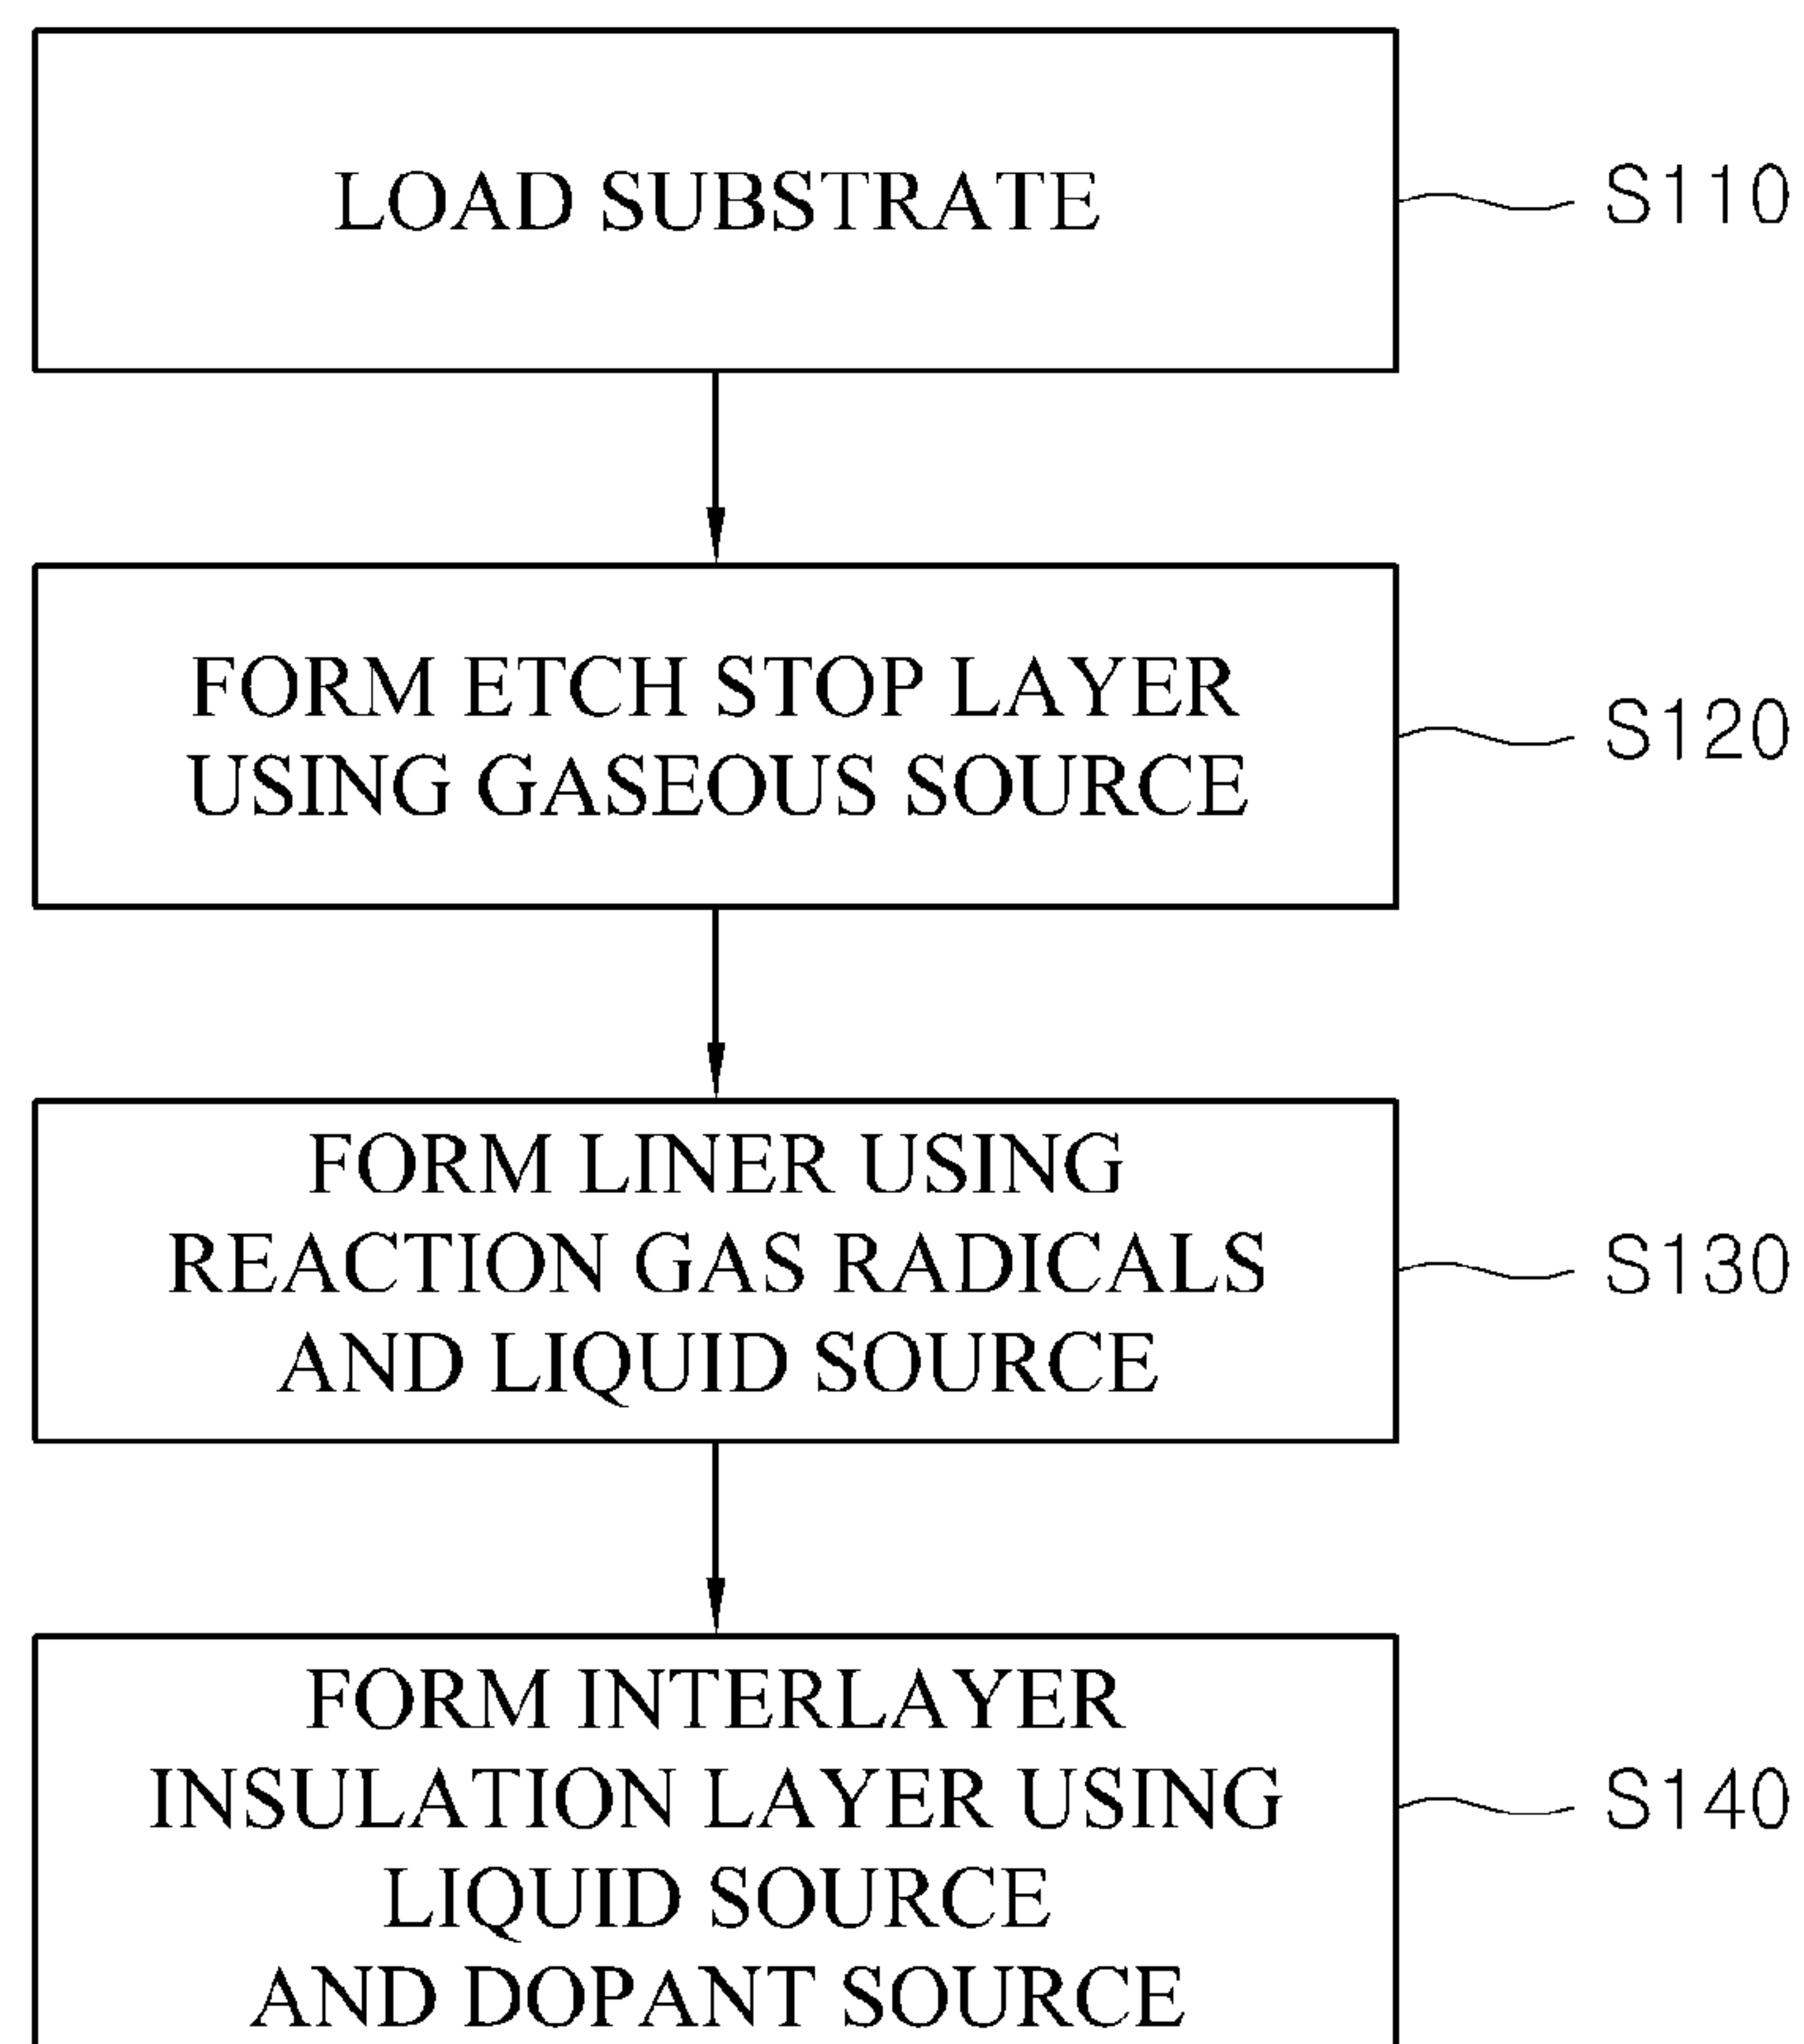 LOAD SUBSTRATE
S110
FORM ETCH STOP LAYER
USING GASEOUS SOURCE
S120
FORM LINER USING
REACTION GAS RADICALS
AND LIQUID SOURCE
S130
FORM INTERLAYER
INSULATION LAYER USING
LIQUID SOURCE
AND DOPANT SOURCE
S140